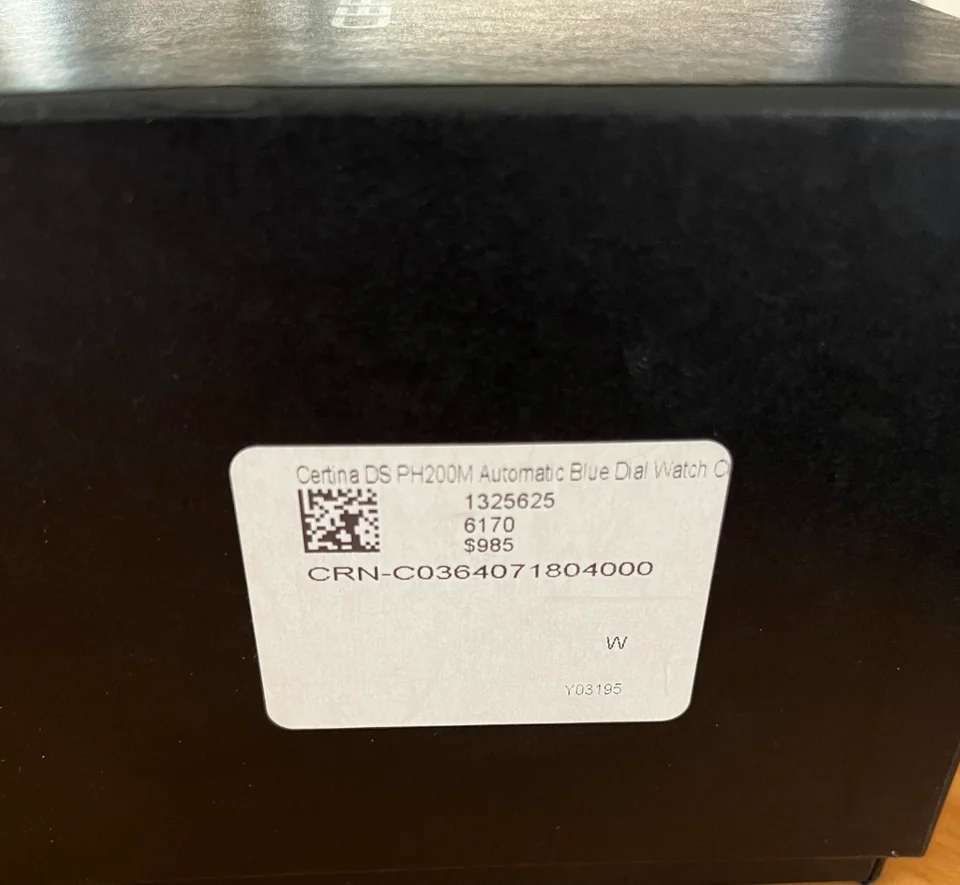 Certina DS PH200M Automatic Blue Dial Watch
1325625
6170
$985
CRN-C0364071804000
W
Y03195